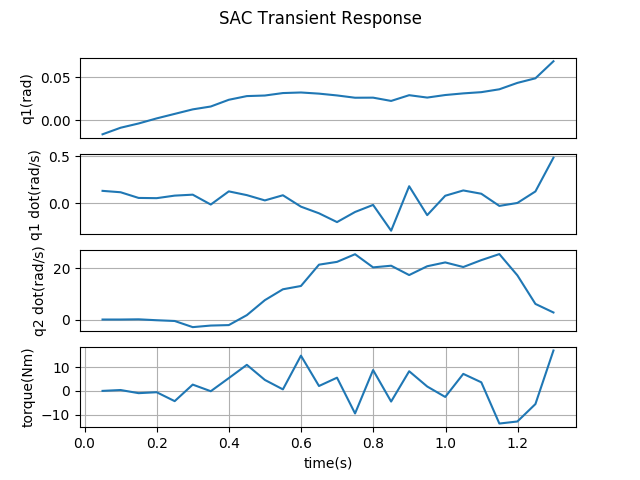 SAC Transient Response
q1(rad)
0.05
0.00
q1 dot(rad/s)
0.5
0.0
q2 dot(rad/s)
20
0
torque(Nm)
10
0
−10
0.0 0.2 0.4 0.6 0.8 1.0 1.2
time(s)